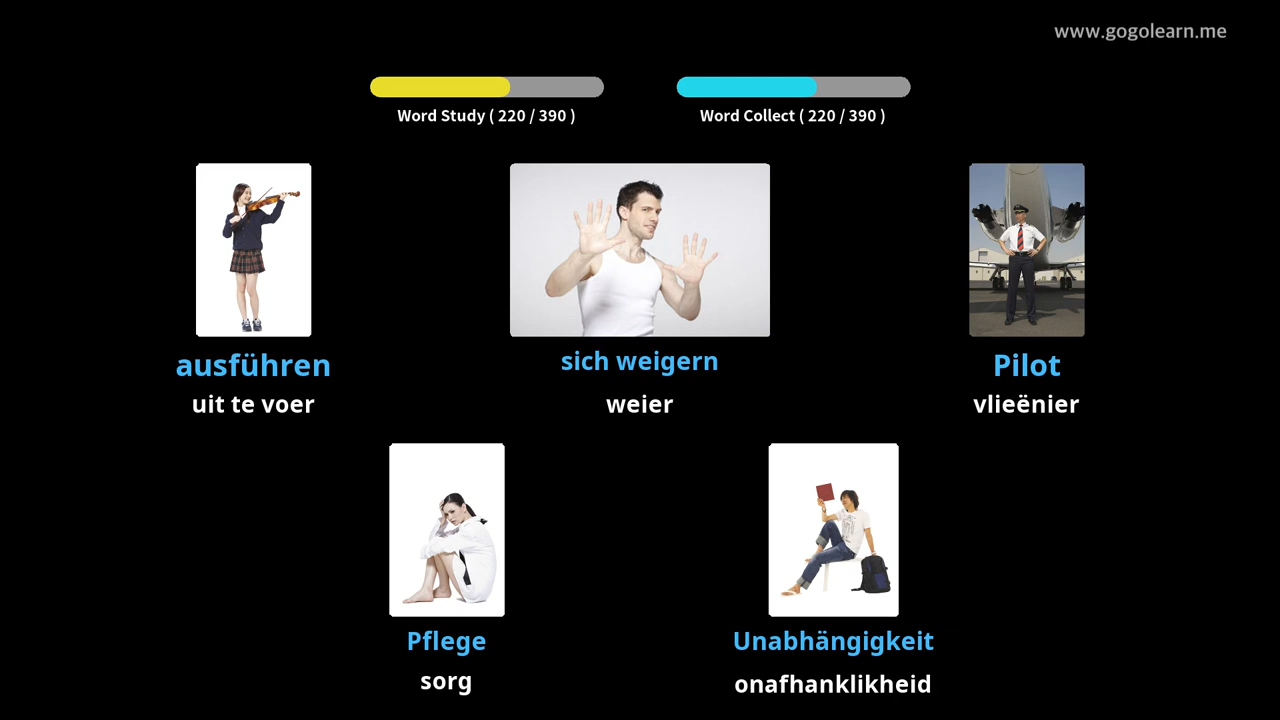 www.gogolearn.me
Word Study ( 220 / 390 )
Word Collect ( 220 / 390 )
ausführen
uit te voer
sich weigern
weier
Pilot
vlieënier
Pflege
sorg
Unabhängigkeit
onafhanklikheid